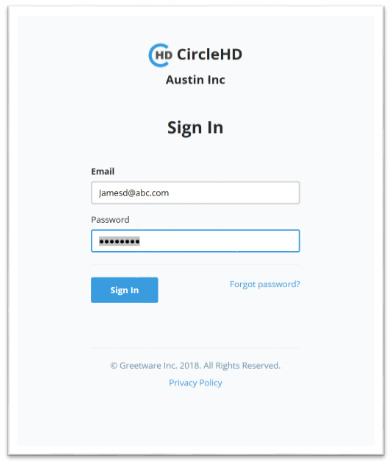 HD CircleHD
Austin Inc
Sign In
Email
Jamesd@abc.com
Password
••••••••
Sign In
Forgot password?
© Greetware Inc. 2018. All Rights Reserved.
Privacy Policy